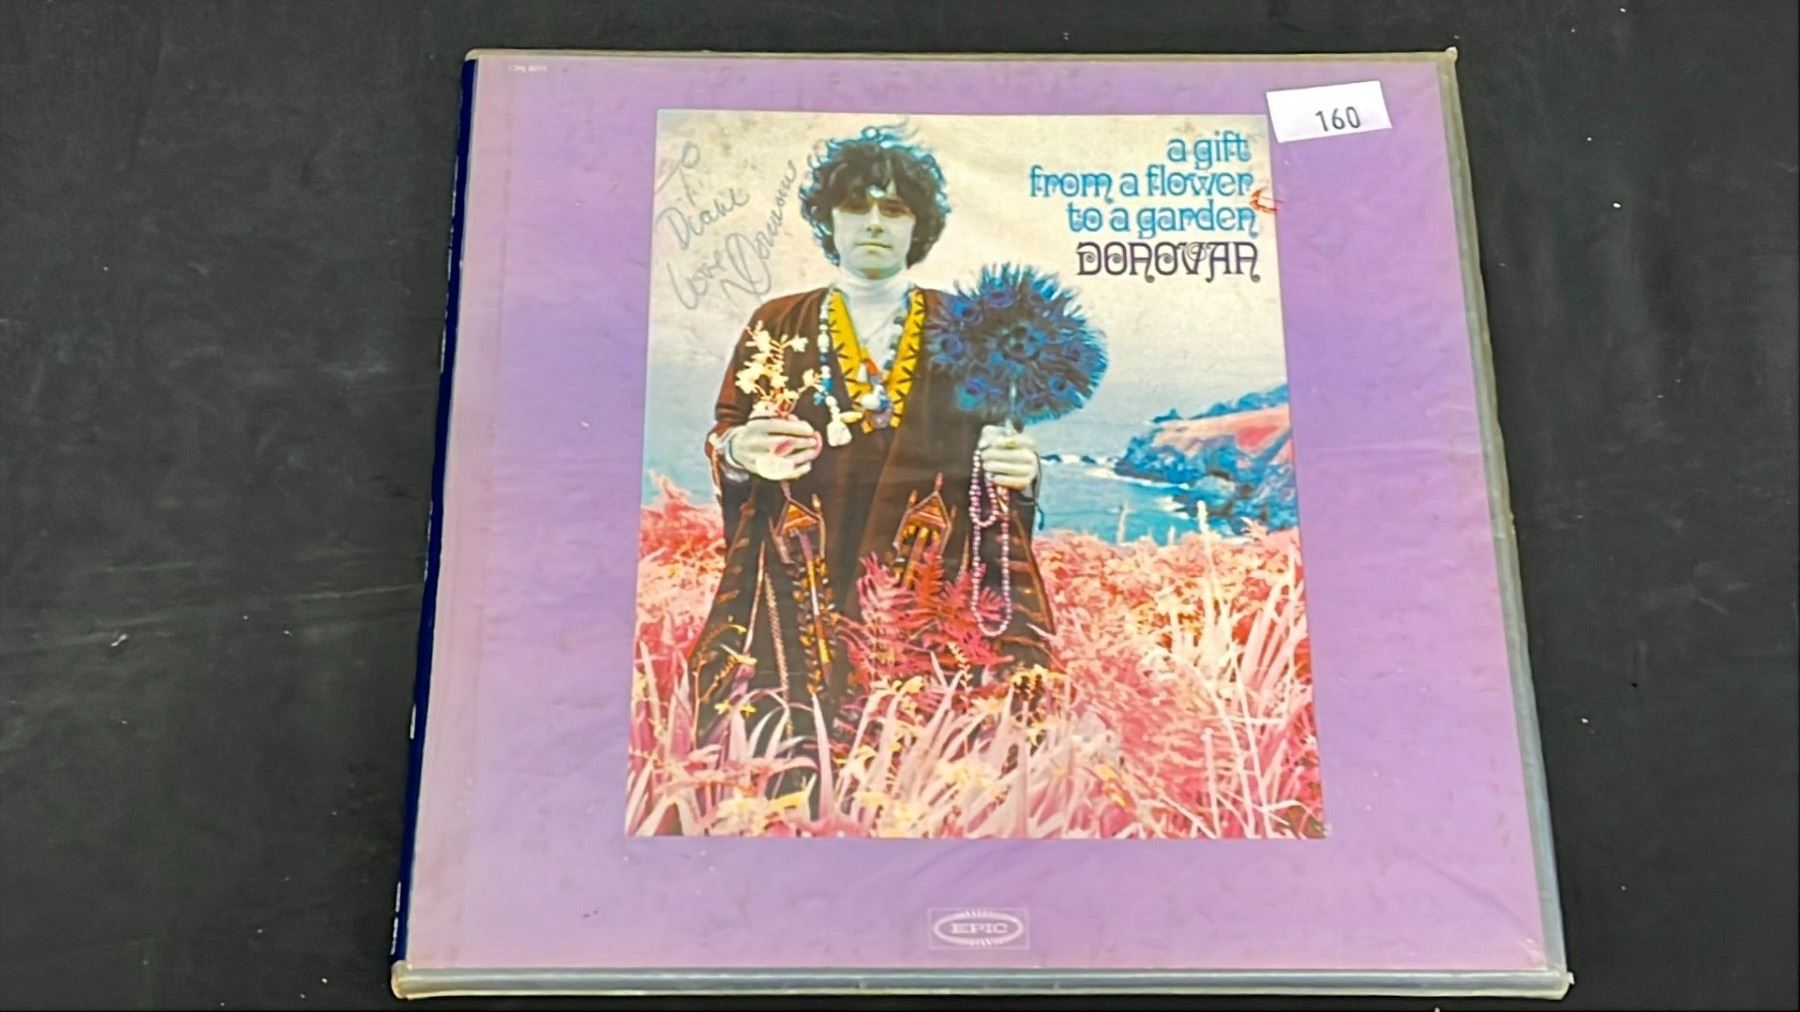 160
a gift
from a flower
to a garden
DONOVAN
To
Diane
Love
Donovan
EPIC